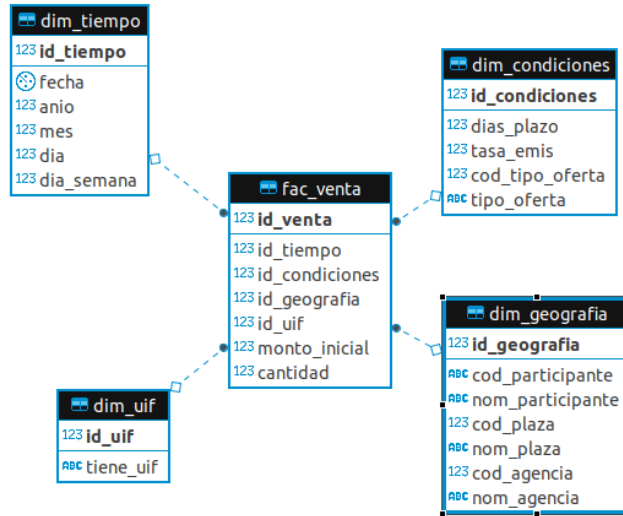 dim_tiempo
123 id_tiempo
fecha
123 anio
123 mes
123 dia
123 dia_semana
dim_condiciones
123 id_condiciones
123 dias_plazo
123 tasa_emis
123 cod_tipo_oferta
ABC tipo_oferta
fac_venta
123 id_venta
123 id_tiempo
123 id_condiciones
123 id_geografia
123 id_uif
123 monto_inicial
123 cantidad
dim_uif
123 id_uif
ABC tiene_uif
dim_geografia
123 id_geografia
ABC cod_participante
ABC nom_participante
123 cod_plaza
ABC nom_plaza
123 cod_agencia
ABC nom_agencia